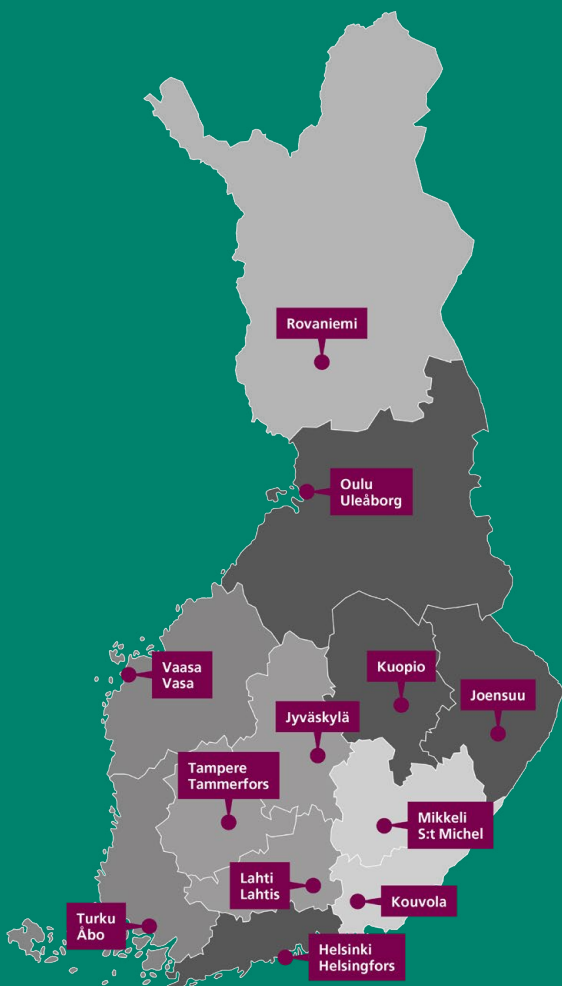 Rovaniemi
Oulu
Uleåborg
Vaasa
Vasa
Kuopio
Joensuu
Jyväskylä
Tampere
Tammerfors
Mikkeli
S:t Michel
Lahti
Lahtis
Kouvola
Turku
Åbo
Helsinki
Helsingfors